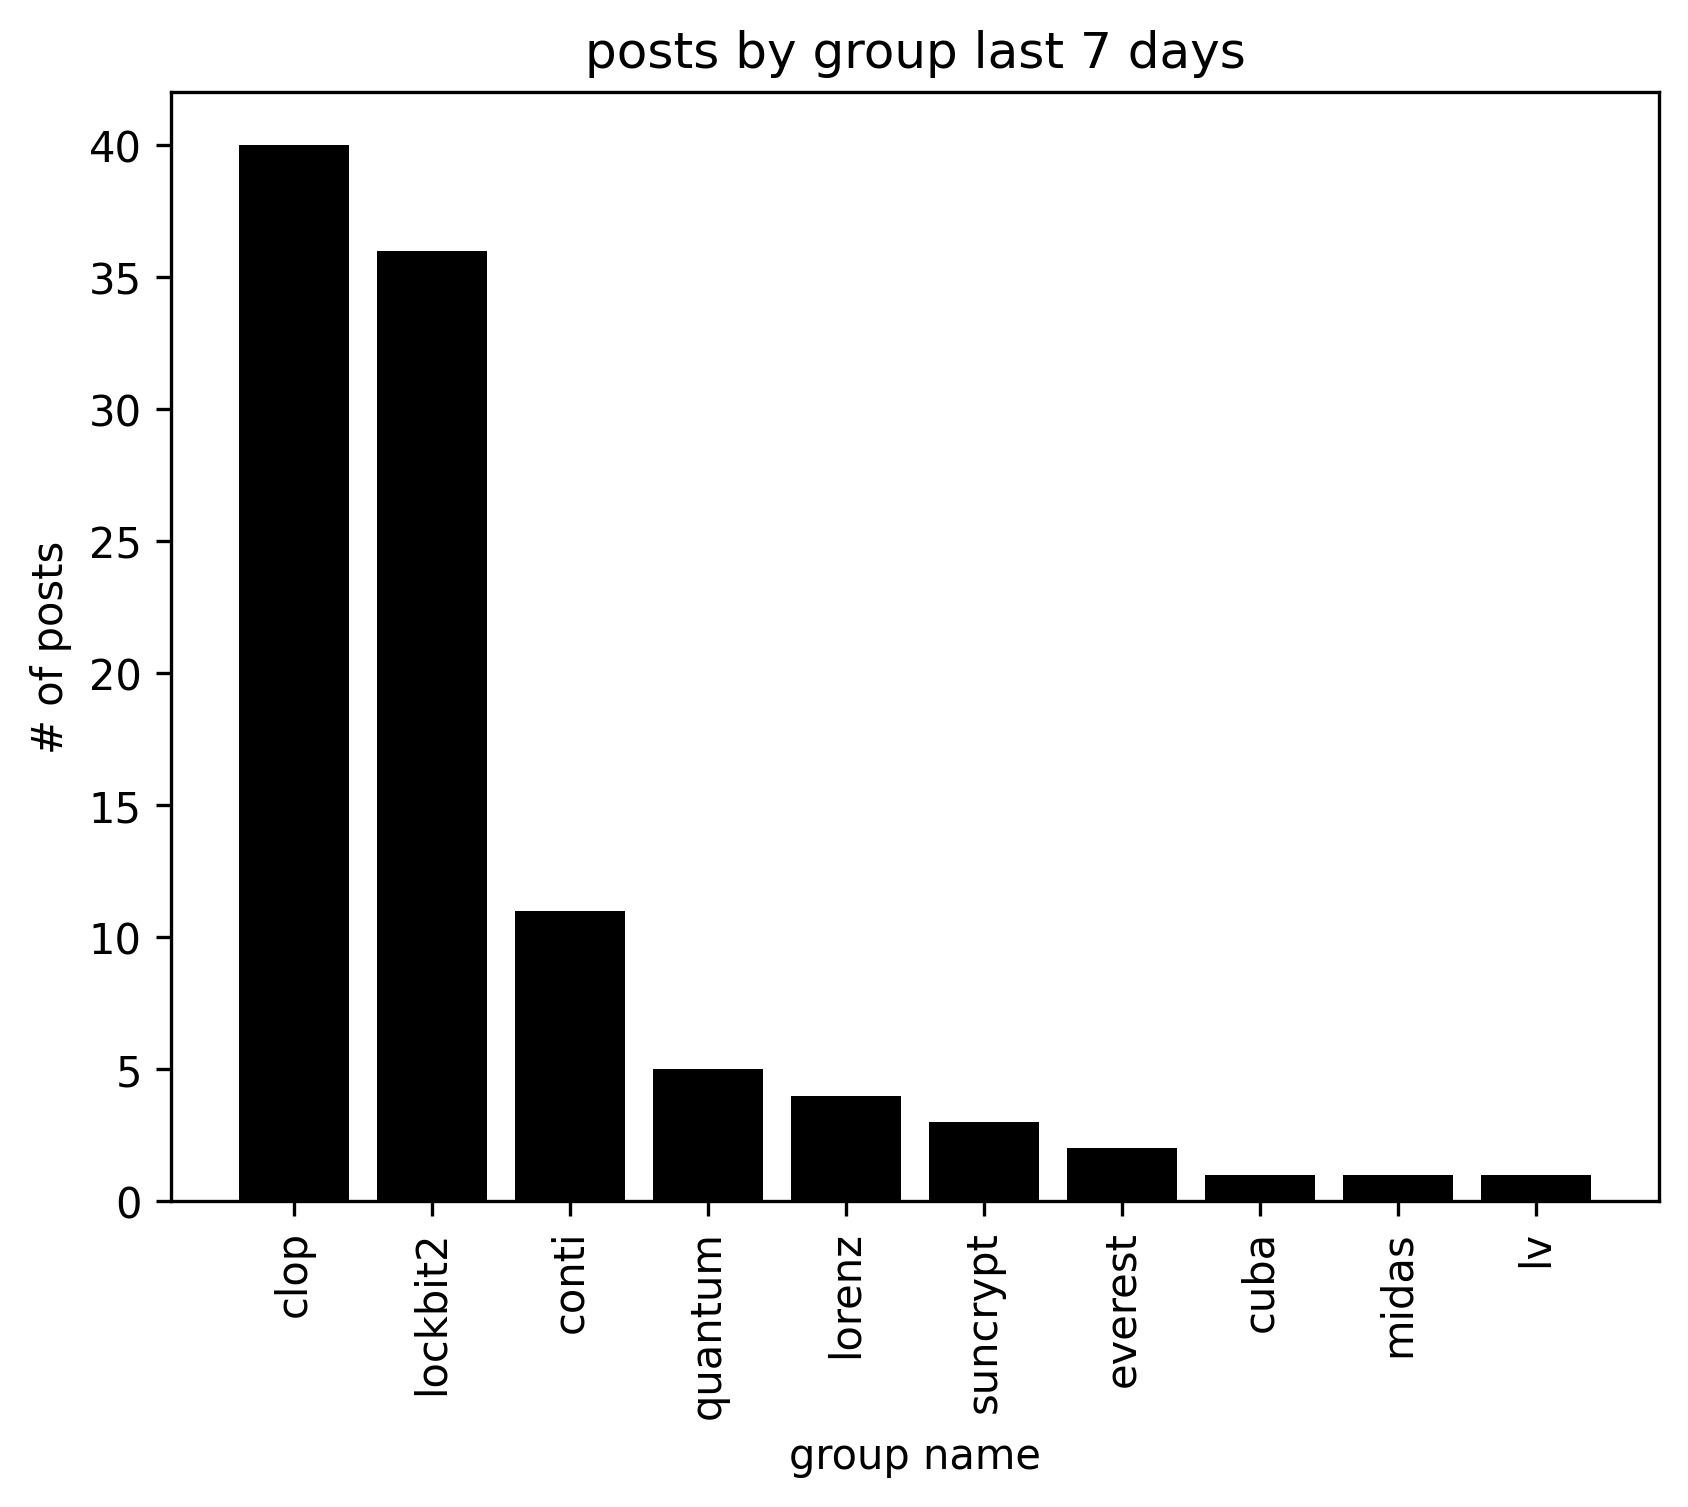 posts by group last 7 days
# of posts
40
35
30
25
20
15
10
5
0
clop
lockbit2
conti
quantum
lorenz
suncrypt
everest
cuba
midas
lv
group name